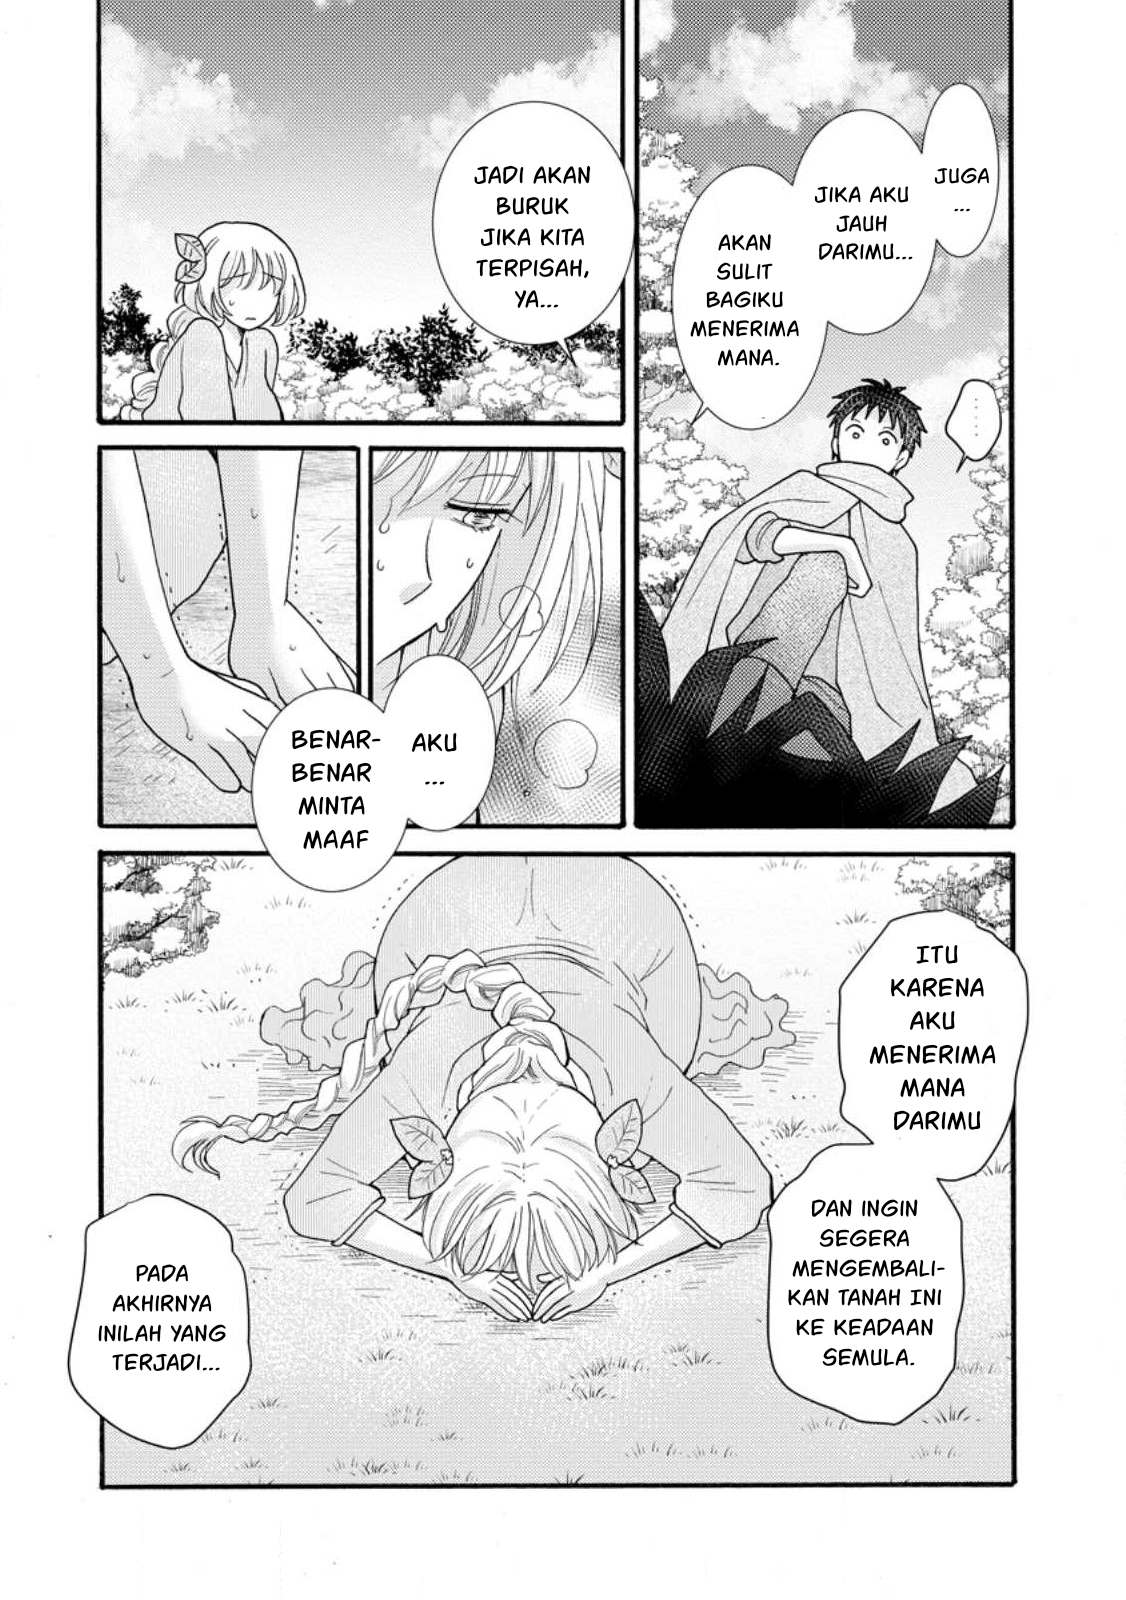 JUGA
...
JIKA AKU
JAUH
DARIMU...
AKAN
SULIT
BAGIKU
MENERIMA
MANA.
......
JADI AKAN
BURUK
JIKA KITA
TERPISAH,
YA...
AKU
...
BENAR-
BENAR
MINTA
MAAF
ITU
KARENA
AKU
MENERIMA
MANA
DARIMU
DAN INGIN
SEGERA
MENGEMBALI-
KAN TANAH INI
KE KEADAAN
SEMULA.
PADA
AKHIRNYA
INILAH YANG
TERJADI...